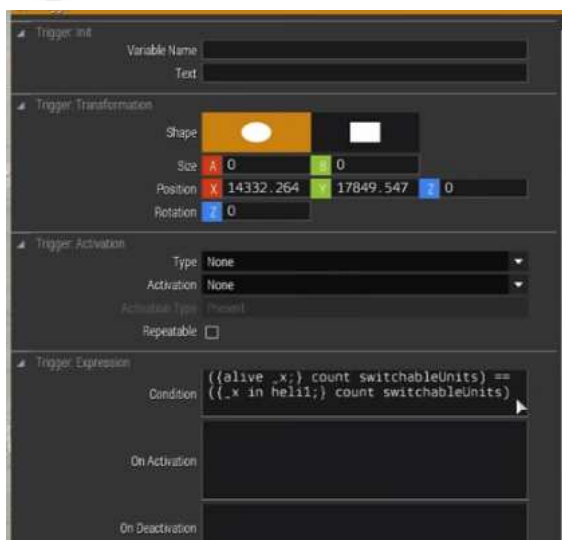 Trigger: Init
Variable Name
Text
Trigger: Transformation
Shape
Size A 0 B 0
Position X 14332.264 Y 17849.547 Z 0
Rotation Z 0
Trigger: Activation
Type None
Activation None
Activation Type Present
Repeatable
Trigger: Expression
({alive _x;} count switchableUnits) ==
Condition ({_x in heli1;} count switchableUnits)
On Activation
On Deactivation